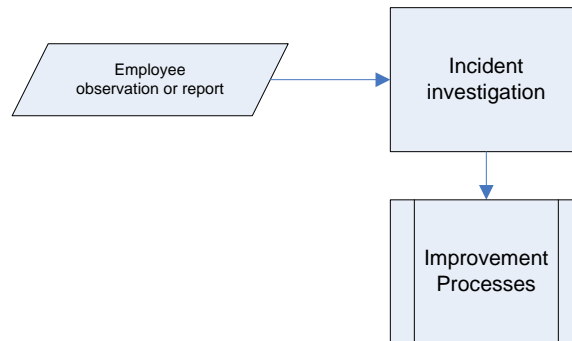 Employee
observation or report
Incident
investigation
Improvement
Processes